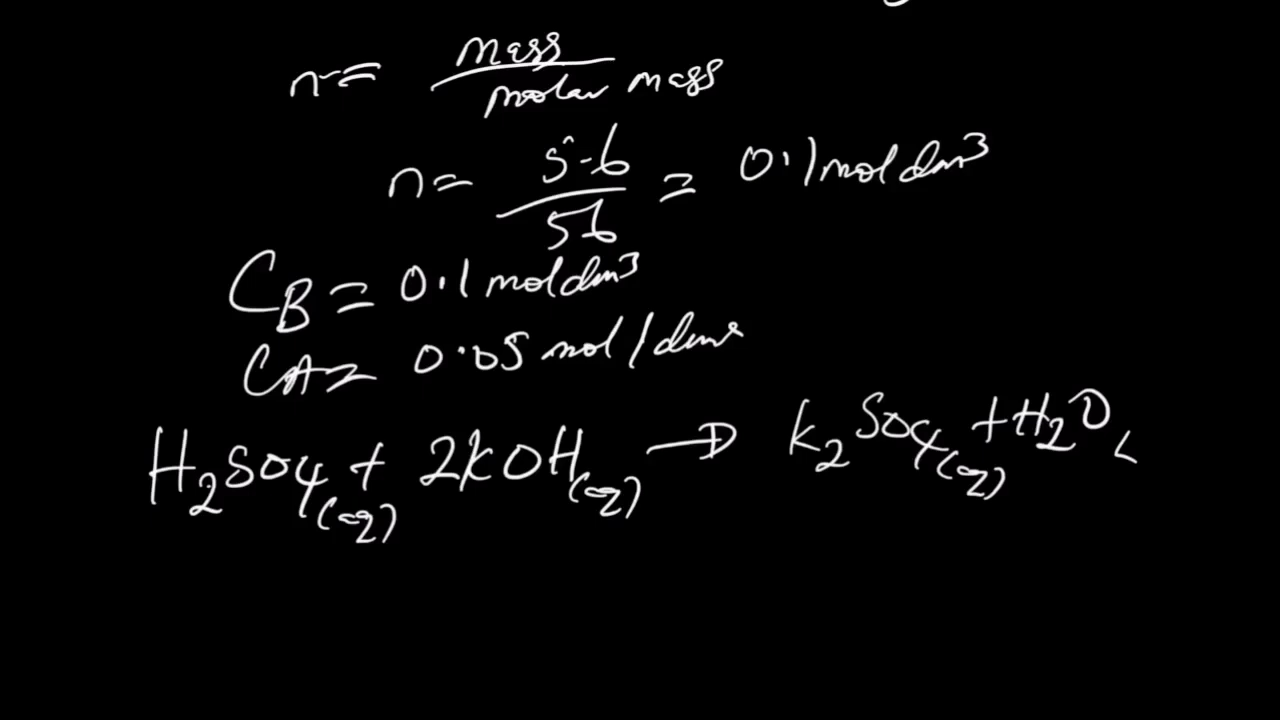 n = mass / molar mass
n = 5.6 / 56 = 0.1 mol dm³
CB = 0.1 mol dm³
CA = 0.05 mol/dm³
H₂SO₄(aq) + 2KOH(aq) → K₂SO₄(aq) + H₂O